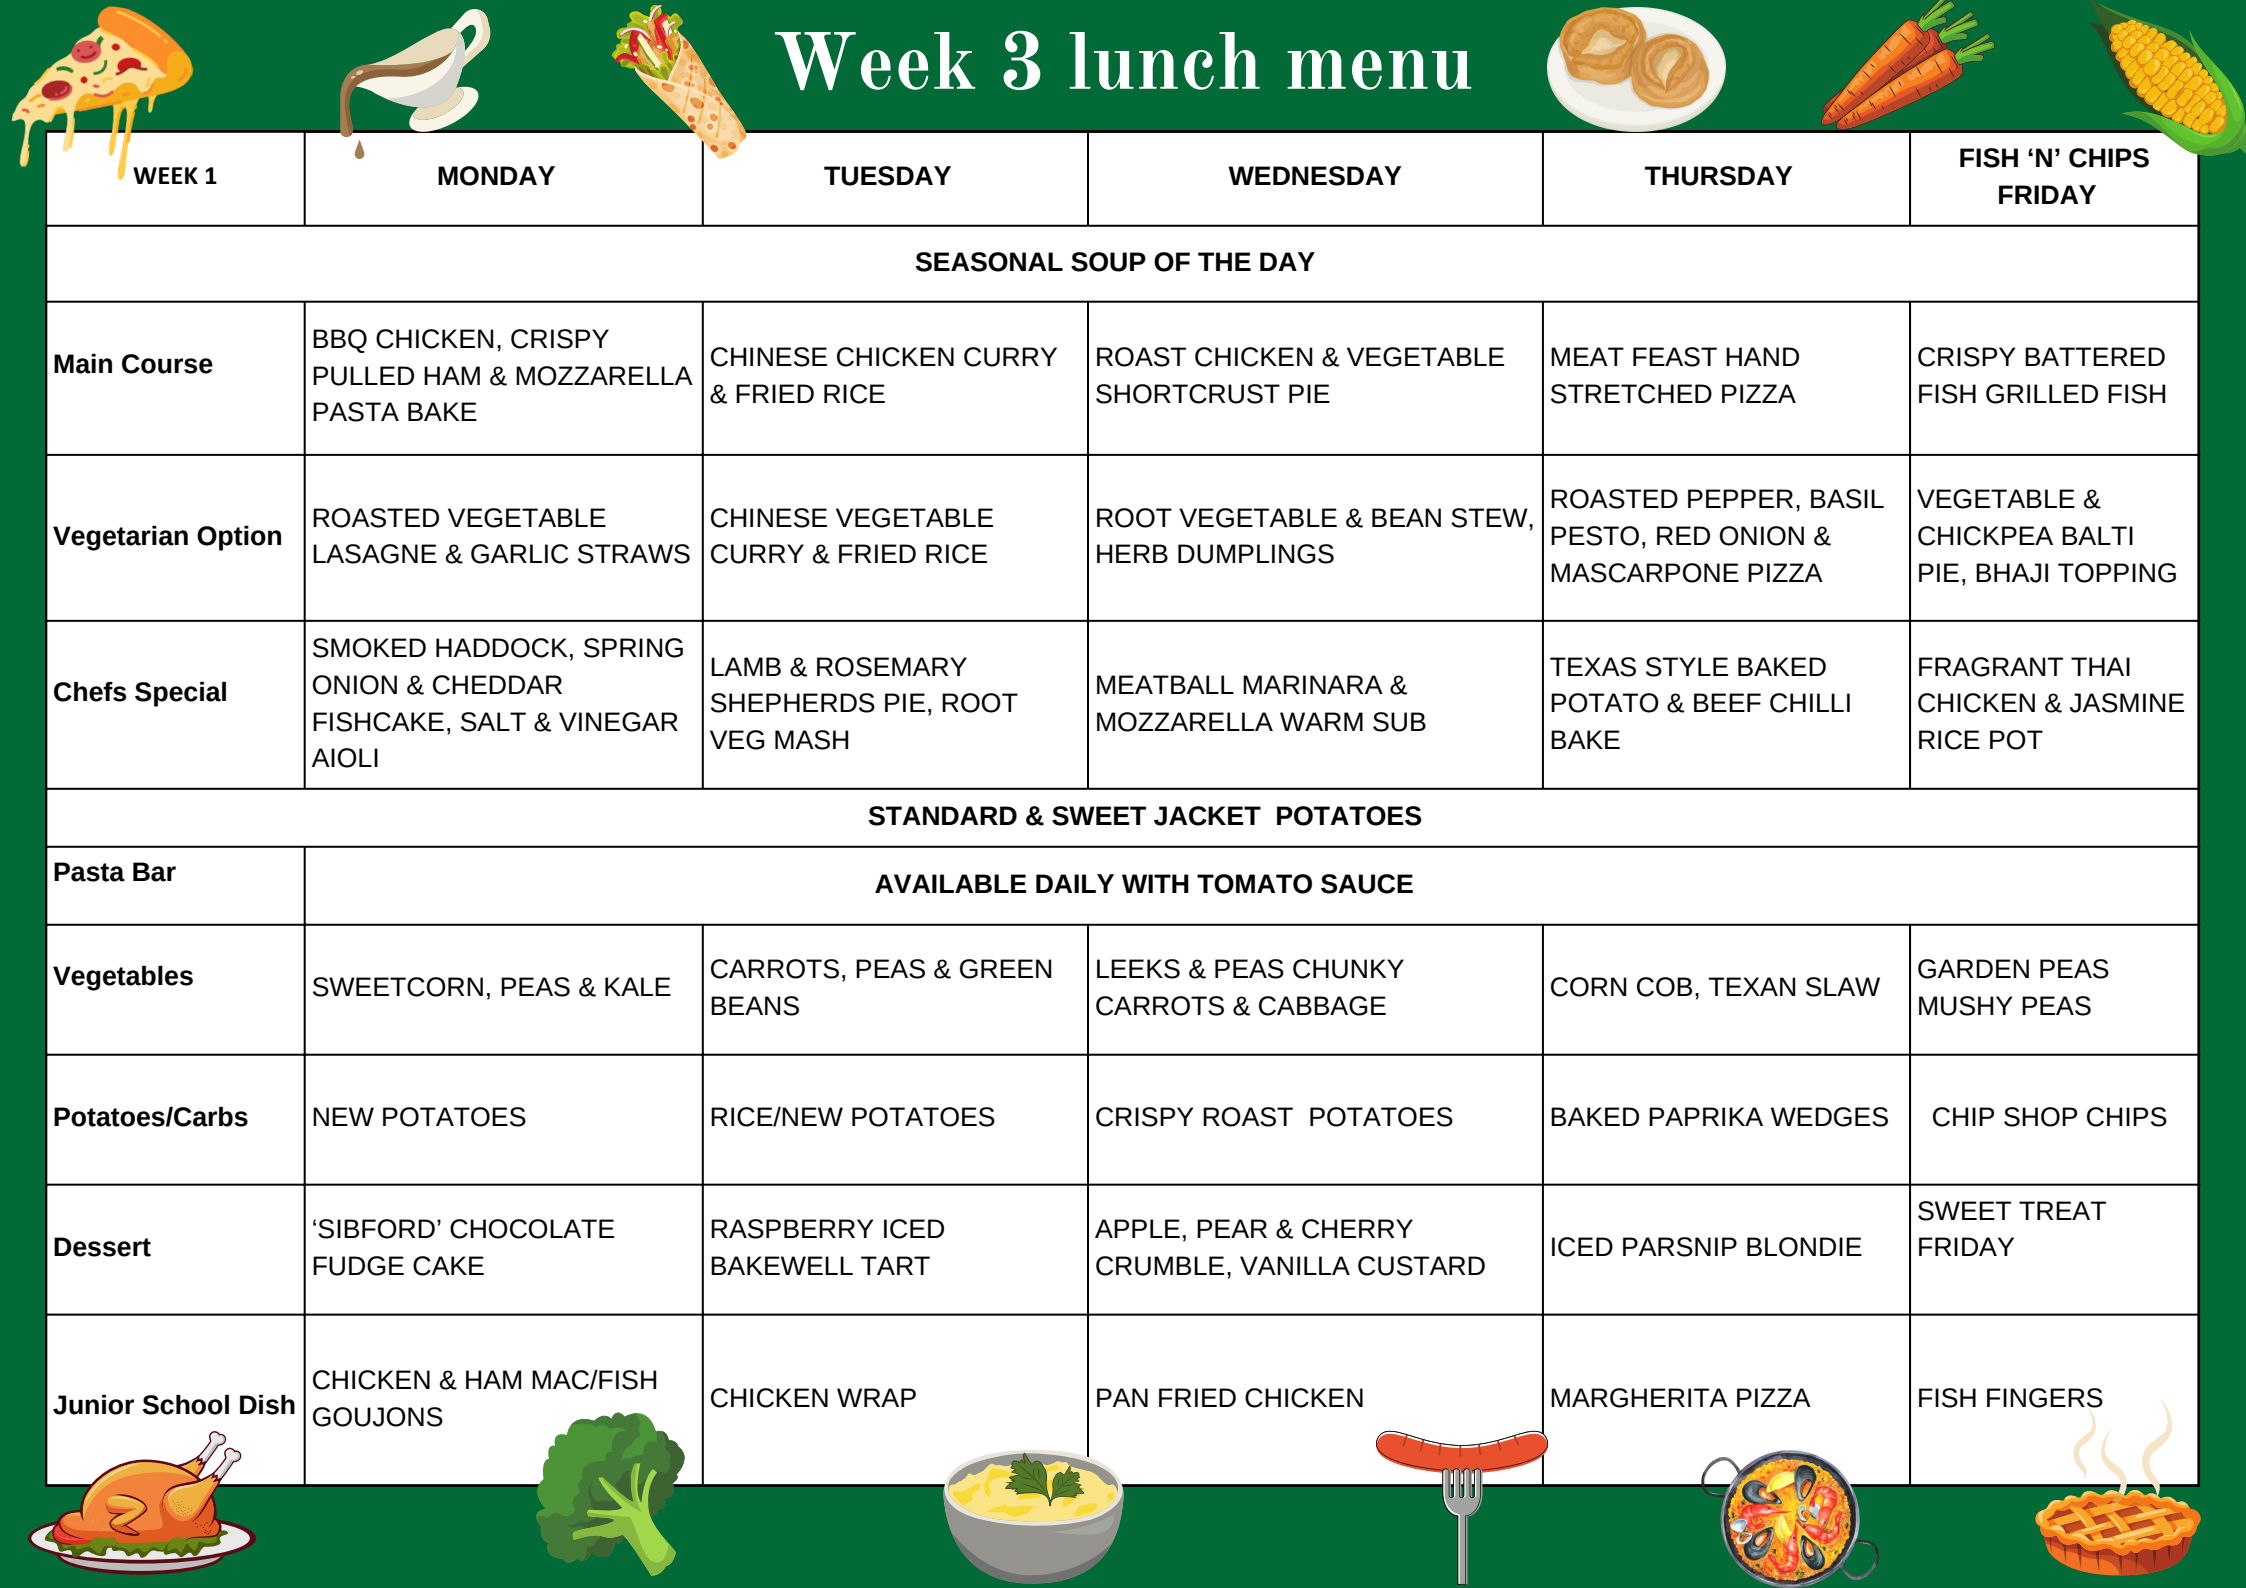 Week 3 lunch menu
WEEK 1
MONDAY
TUESDAY
WEDNESDAY
THURSDAY
FISH ‘N’ CHIPS
FRIDAY
SEASONAL SOUP OF THE DAY
Main Course
BBQ CHICKEN, CRISPY
PULLED HAM & MOZZARELLA
PASTA BAKE
CHINESE CHICKEN CURRY
& FRIED RICE
ROAST CHICKEN & VEGETABLE
SHORTCRUST PIE
MEAT FEAST HAND
STRETCHED PIZZA
CRISPY BATTERED
FISH GRILLED FISH
Vegetarian Option
ROASTED VEGETABLE
LASAGNE & GARLIC STRAWS
CHINESE VEGETABLE
CURRY & FRIED RICE
ROOT VEGETABLE & BEAN STEW,
HERB DUMPLINGS
ROASTED PEPPER, BASIL
PESTO, RED ONION &
MASCARPONE PIZZA
VEGETABLE &
CHICKPEA BALTI
PIE, BHAJI TOPPING
Chefs Special
SMOKED HADDOCK, SPRING
ONION & CHEDDAR
FISHCAKE, SALT & VINEGAR
AIOLI
LAMB & ROSEMARY
SHEPHERDS PIE, ROOT
VEG MASH
MEATBALL MARINARA &
MOZZARELLA WARM SUB
TEXAS STYLE BAKED
POTATO & BEEF CHILLI
BAKE
FRAGRANT THAI
CHICKEN & JASMINE
RICE POT
STANDARD & SWEET JACKET  POTATOES
Pasta Bar
AVAILABLE DAILY WITH TOMATO SAUCE
Vegetables
SWEETCORN, PEAS & KALE
CARROTS, PEAS & GREEN
BEANS
LEEKS & PEAS CHUNKY
CARROTS & CABBAGE
CORN COB, TEXAN SLAW
GARDEN PEAS
MUSHY PEAS
Potatoes/Carbs
NEW POTATOES
RICE/NEW POTATOES
CRISPY ROAST  POTATOES
BAKED PAPRIKA WEDGES
CHIP SHOP CHIPS
Dessert
‘SIBFORD’ CHOCOLATE
FUDGE CAKE
RASPBERRY ICED
BAKEWELL TART
APPLE, PEAR & CHERRY
CRUMBLE, VANILLA CUSTARD
ICED PARSNIP BLONDIE
SWEET TREAT
FRIDAY
Junior School Dish
CHICKEN & HAM MAC/FISH
GOUJONS
CHICKEN WRAP
PAN FRIED CHICKEN
MARGHERITA PIZZA
FISH FINGERS